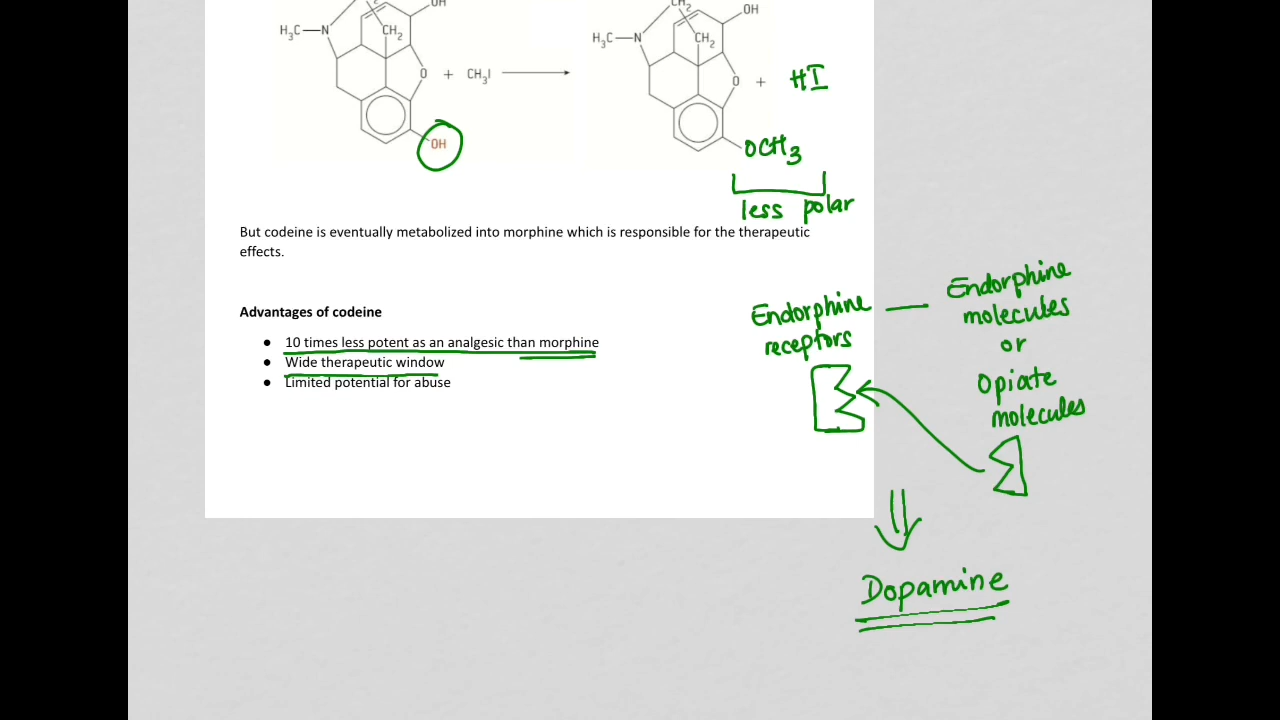 OH
CH2
OH
2
H3C—N
CH2
H3C—N
CH2
O + CH3I
O +
HI
OH
OCH3
less polar
But codeine is eventually metabolized into morphine which is responsible for the therapeutic
effects.
Advantages of codeine
● 10 times less potent as an analgesic than morphine
● Wide therapeutic window
● Limited potential for abuse
Endorphine
receptors
Endorphine
molecules
or
Opiate
molecules
Dopamine